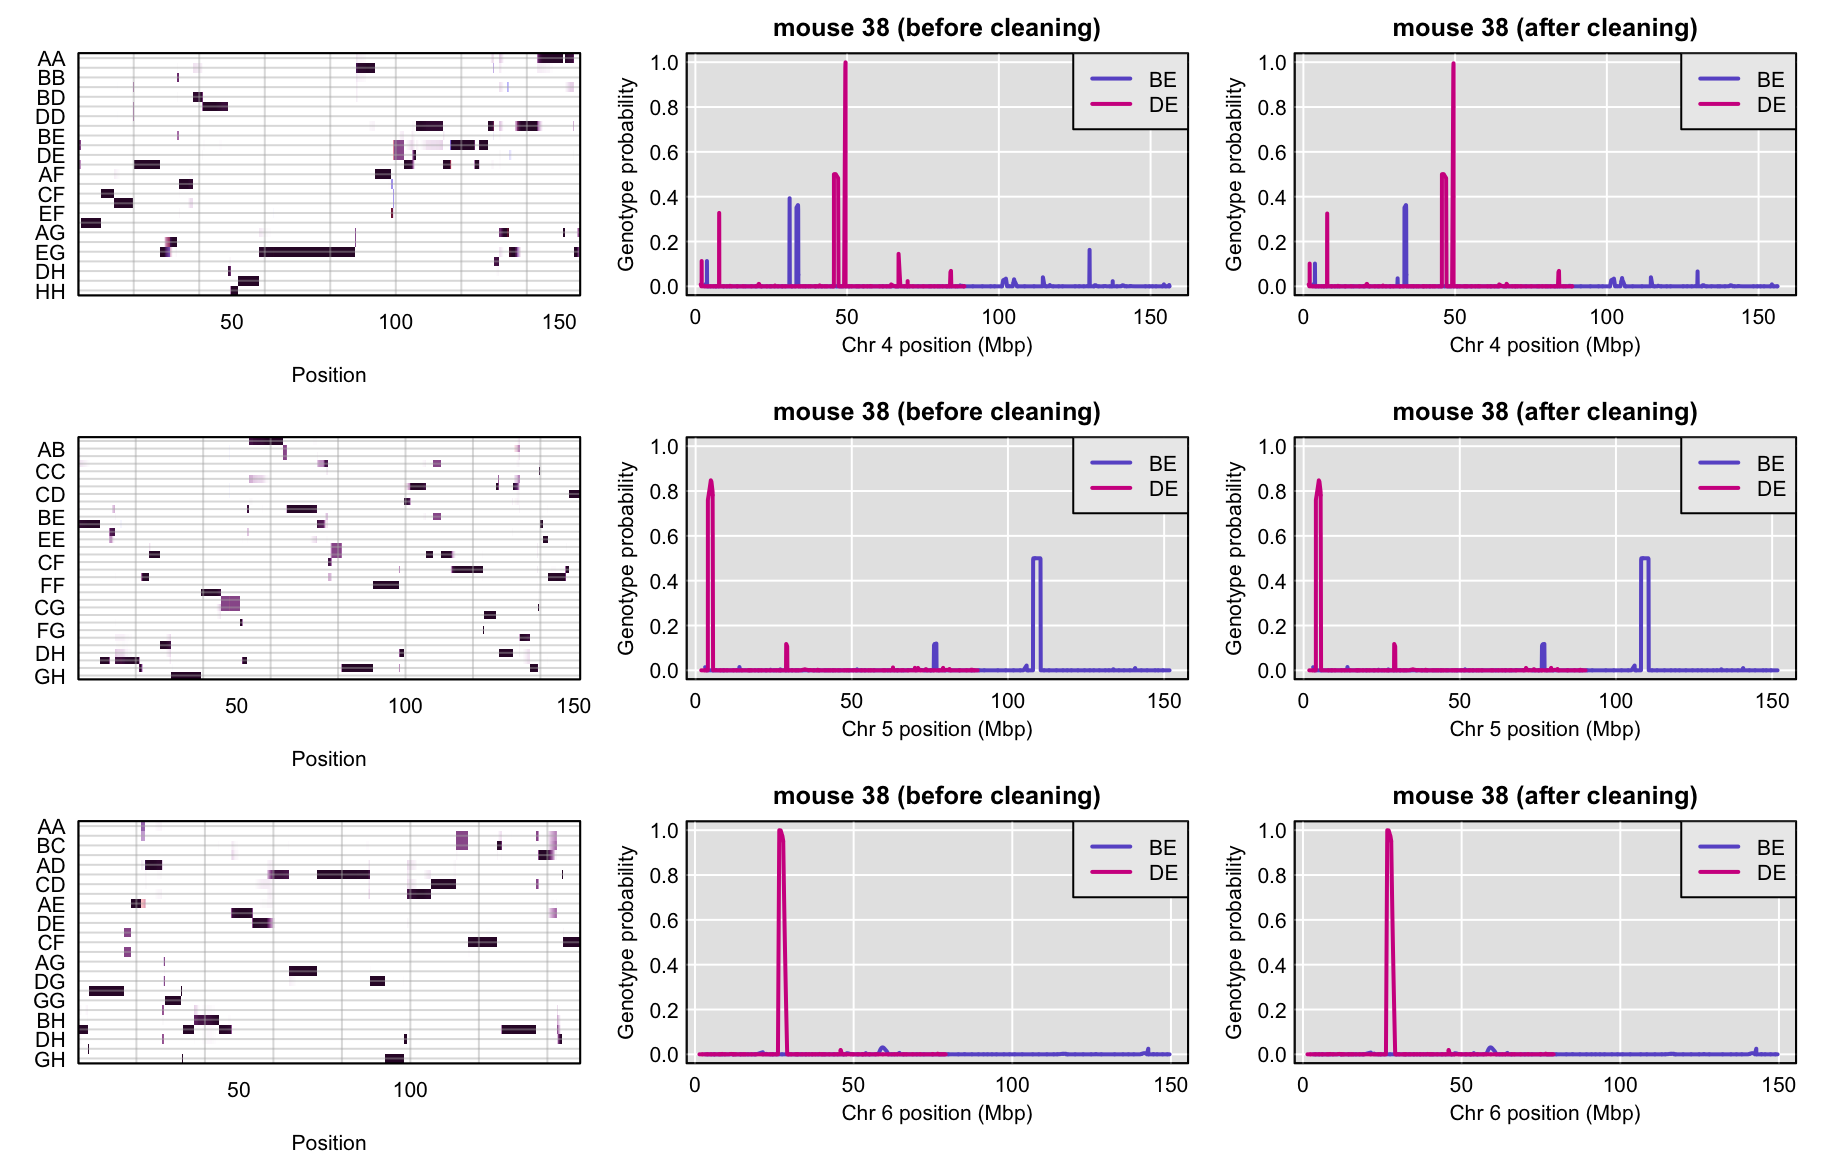 AA
BB
BD
DD
BE
DE
AF
CF
EF
AG
EG
DH
HH
50
100
150
Position
mouse 38 (before cleaning)
Genotype probability
1.0
0.8
0.6
0.4
0.2
0.0
BE
DE
0
50
100
150
Chr 4 position (Mbp)
mouse 38 (after cleaning)
Genotype probability
1.0
0.8
0.6
0.4
0.2
0.0
BE
DE
0
50
100
150
Chr 4 position (Mbp)
AB
CC
CD
BE
EE
CF
FF
CG
FG
DH
GH
50
100
150
Position
mouse 38 (before cleaning)
Genotype probability
1.0
0.8
0.6
0.4
0.2
0.0
BE
DE
0
50
100
150
Chr 5 position (Mbp)
mouse 38 (after cleaning)
Genotype probability
1.0
0.8
0.6
0.4
0.2
0.0
BE
DE
0
50
100
150
Chr 5 position (Mbp)
AA
BC
AD
CD
AE
DE
CF
AG
DG
GG
BH
DH
GH
50
100
Position
mouse 38 (before cleaning)
Genotype probability
1.0
0.8
0.6
0.4
0.2
0.0
BE
DE
0
50
100
150
Chr 6 position (Mbp)
mouse 38 (after cleaning)
Genotype probability
1.0
0.8
0.6
0.4
0.2
0.0
BE
DE
0
50
100
150
Chr 6 position (Mbp)